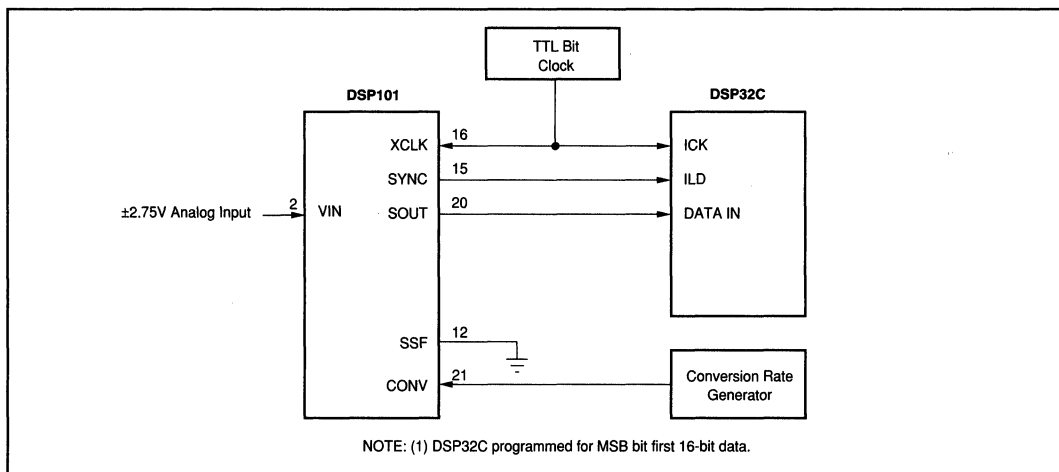 TTL Bit
Clock
DSP101
DSP32C
XCLK
16
ICK
SYNC
15
ILD
±2.75V Analog Input
2
VIN
SOUT
20
DATA IN
SSF
12
CONV
21
Conversion Rate
Generator
NOTE: (1) DSP32C programmed for MSB bit first 16-bit data.